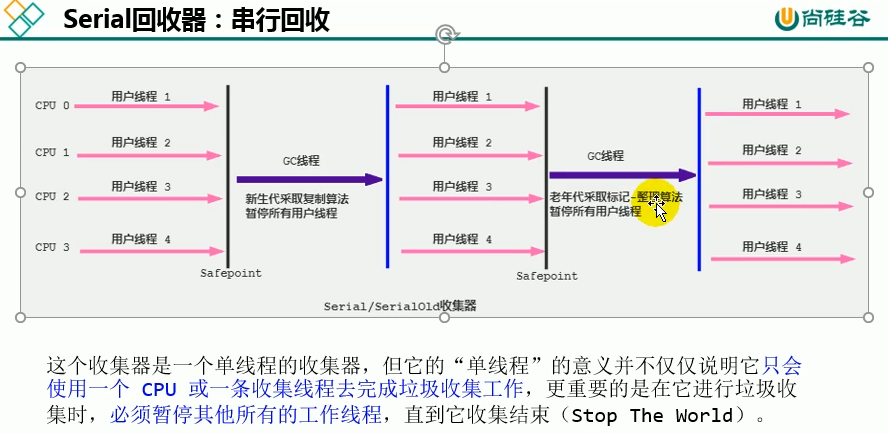 Serial回收器：串行回收
尚硅谷
CPU 0 用户线程 1 用户线程 1 用户线程 1
CPU 1 用户线程 2 用户线程 2 用户线程 2
GC线程 GC线程
CPU 2 用户线程 3 用户线程 3 用户线程 3
新生代采取复制算法 老年代采取标记-整理算法
暂停所有用户线程 暂停所有用户线程
CPU 3 用户线程 4 用户线程 4 用户线程 4
Safepoint Safepoint
Serial/SerialOld收集器
这个收集器是一个单线程的收集器，但它的“单线程”的意义并不仅仅说明它只会
使用一个 CPU 或一条收集线程去完成垃圾收集工作，更重要的是在它进行垃圾收
集时，必须暂停其他所有的工作线程，直到它收集结束（Stop The World）。